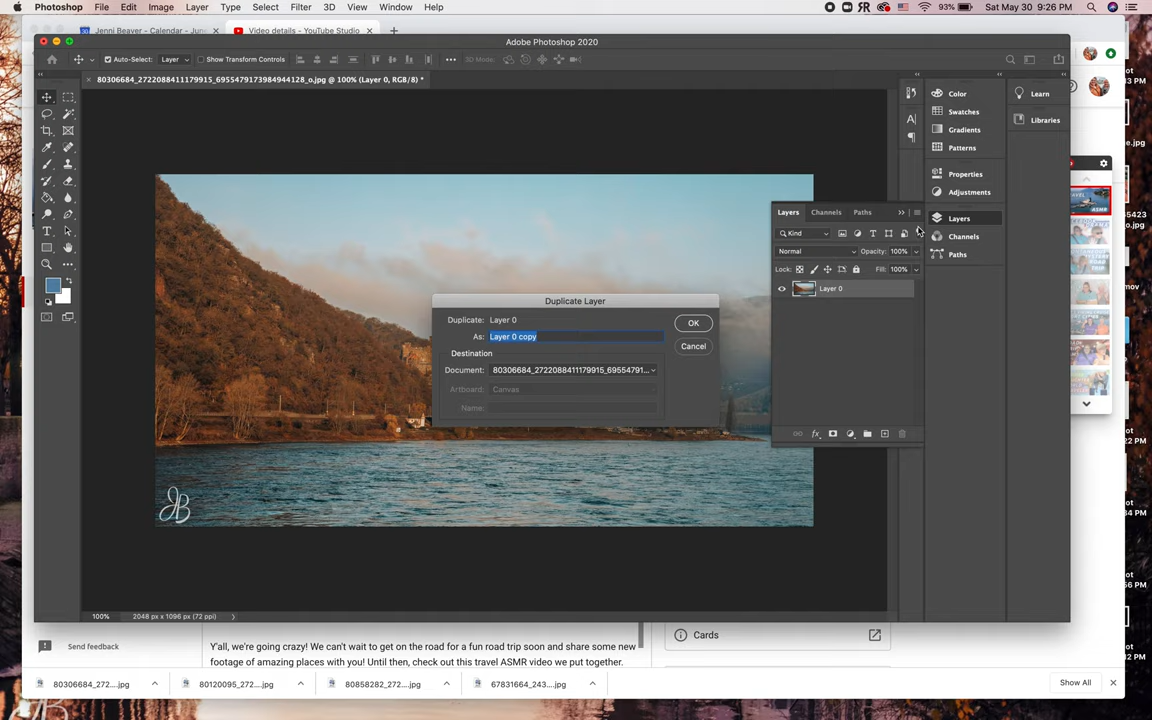 Photoshop File Edit Image Layer Type Select Filter 3D View Window Help 93% Sat May 30 9:26 PM
Jenni Beaver - Calendar - June Video details - YouTube Studio
Adobe Photoshop 2020
Auto-Select: Layer Show Transform Controls 3D Mode:
80306684_2722088411179915_6955479173984944128_o.jpg @ 100% (Layer 0, RGB/8) *
Color
Swatches
Gradients
Patterns
Properties
Adjustments
Layers
Channels
Paths
Learn
Libraries
Layers Channels Paths
Kind
Normal Opacity: 100%
Lock: Fill: 100%
Layer 0
Duplicate Layer
Duplicate: Layer 0
As: Layer 0 copy
Destination
Document: 80306684_2722088411179915_69554791...
Artboard: Canvas
Name:
OK
Cancel
JB
100% 2048 px x 1096 px (72 ppi)
Send feedback
Y'all, we're going crazy! We can't wait to get on the road for a fun road trip soon and share some new
footage of amazing places with you! Until then, check out this travel ASMR video we put together.
Cards
80306684_272....jpg 80120095_272....jpg 80858282_272....jpg 67831664_243....jpg Show All